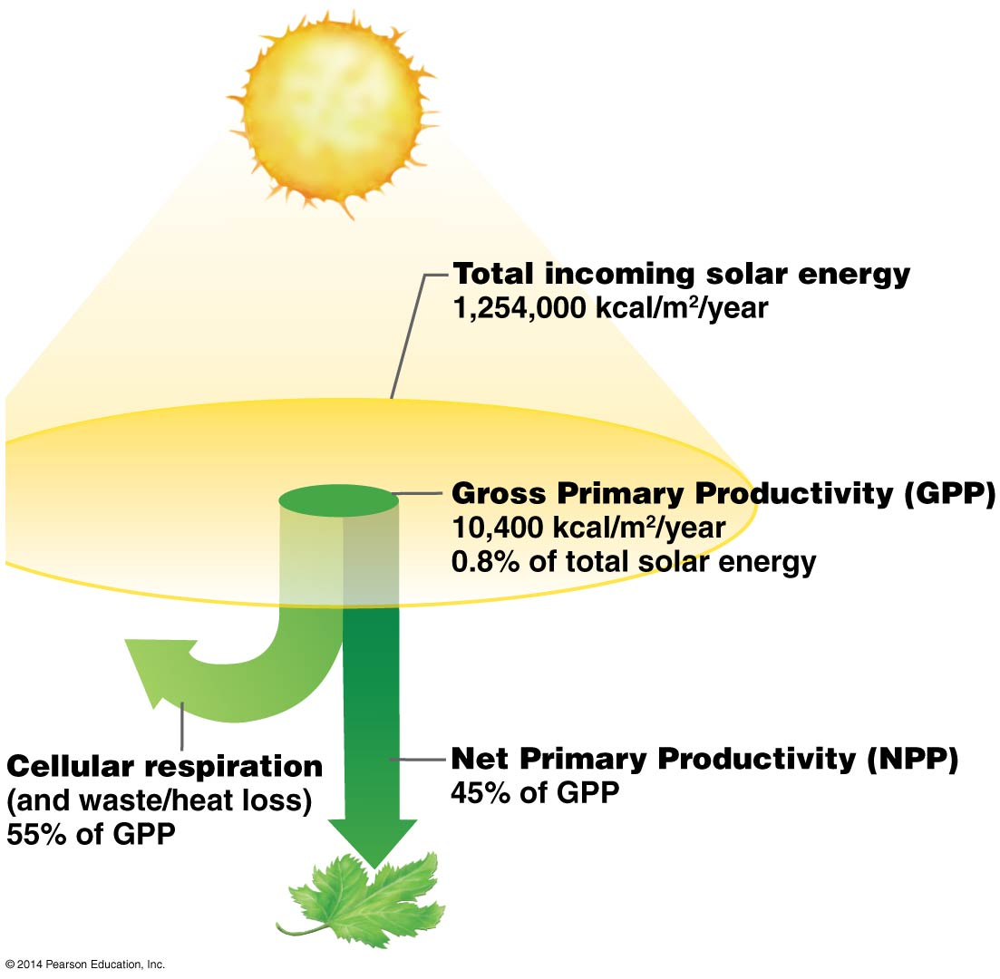 Total incoming solar energy
1,254,000 kcal/m²/year
Gross Primary Productivity (GPP)
10,400 kcal/m²/year
0.8% of total solar energy
Cellular respiration
(and waste/heat loss)
55% of GPP
Net Primary Productivity (NPP)
45% of GPP
© 2014 Pearson Education, Inc.